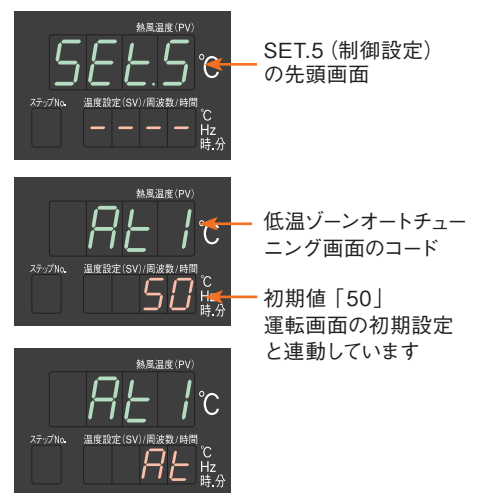 熱風温度(PV)
SEt.5 ℃
SET.5(制御設定)
の先頭画面
ステップNo. 温度設定(SV)/周波数/時間
---- ℃
Hz
時.分
熱風温度(PV)
At1 ℃
低温ゾーンオートチュー
ニング画面のコード
ステップNo. 温度設定(SV)/周波数/時間
50 ℃
Hz
時.分
初期値「50」
運転画面の初期設定
と連動しています
熱風温度(PV)
At1 ℃
ステップNo. 温度設定(SV)/周波数/時間
At ℃
Hz
時.分